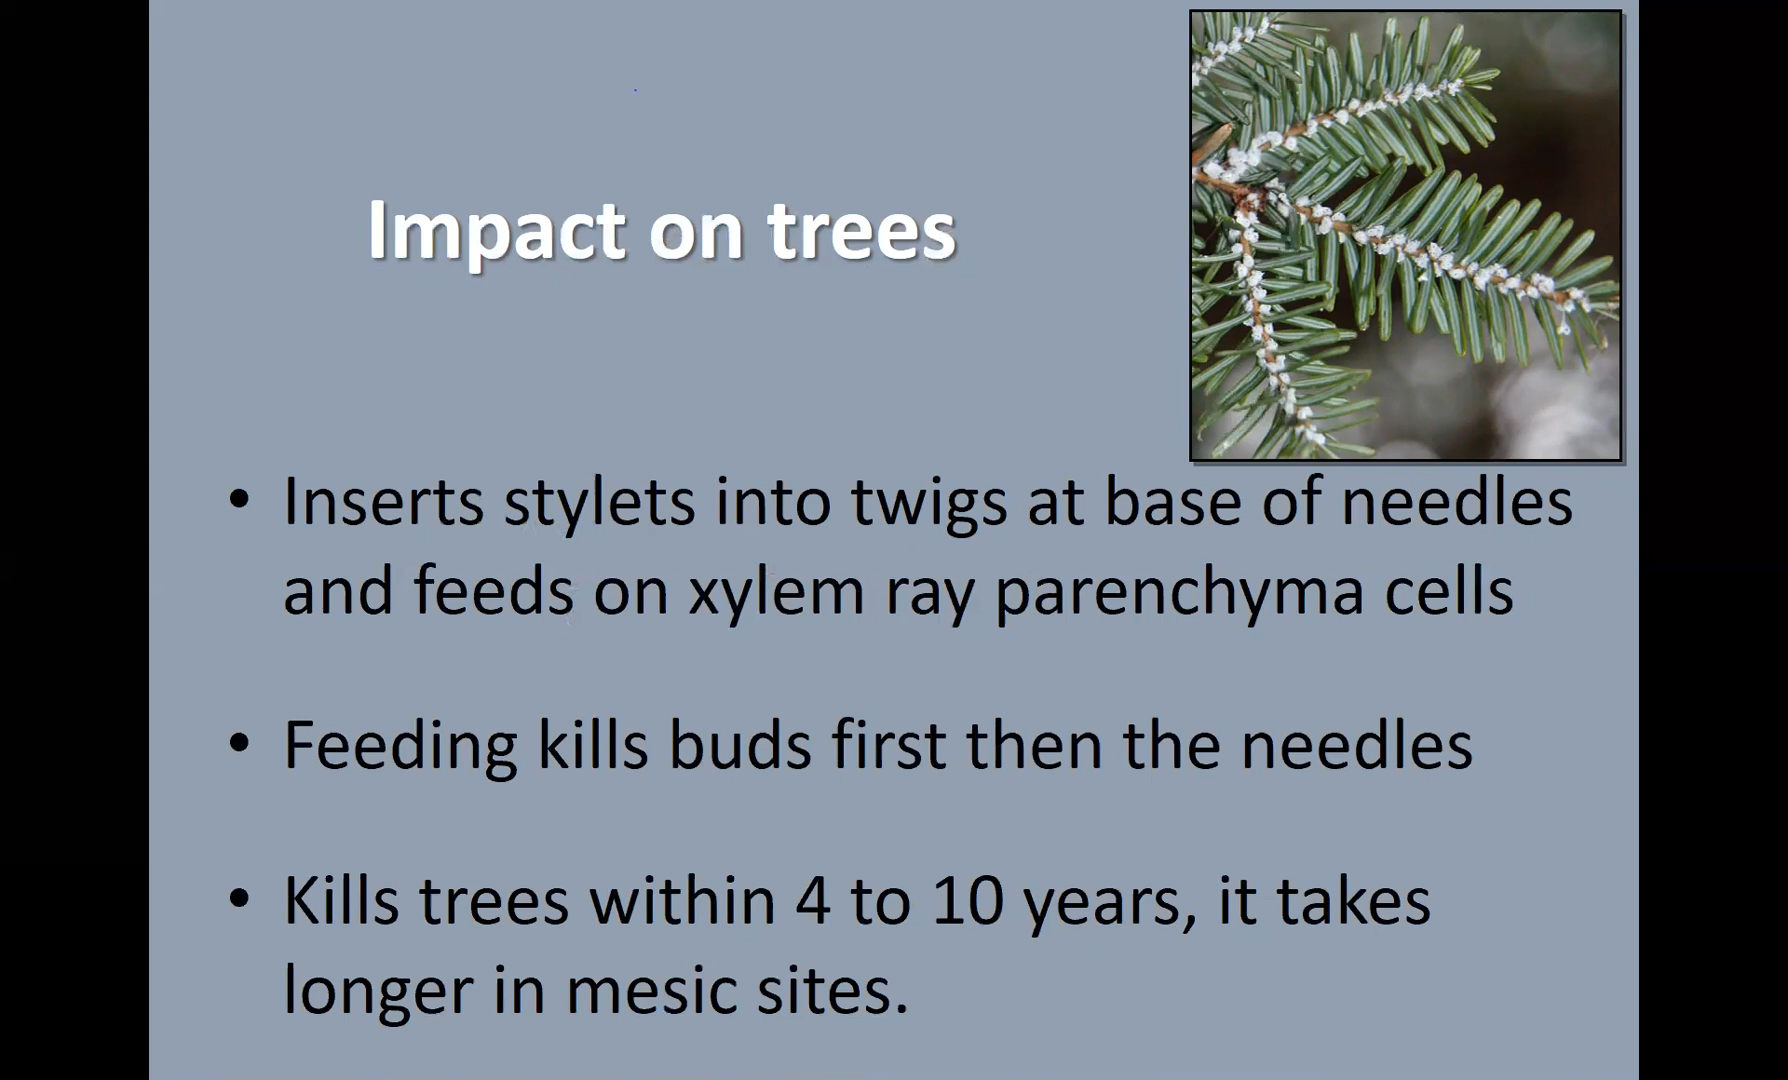 Impact on trees
• Inserts stylets into twigs at base of needles
and feeds on xylem ray parenchyma cells
• Feeding kills buds first then the needles
• Kills trees within 4 to 10 years, it takes
longer in mesic sites.